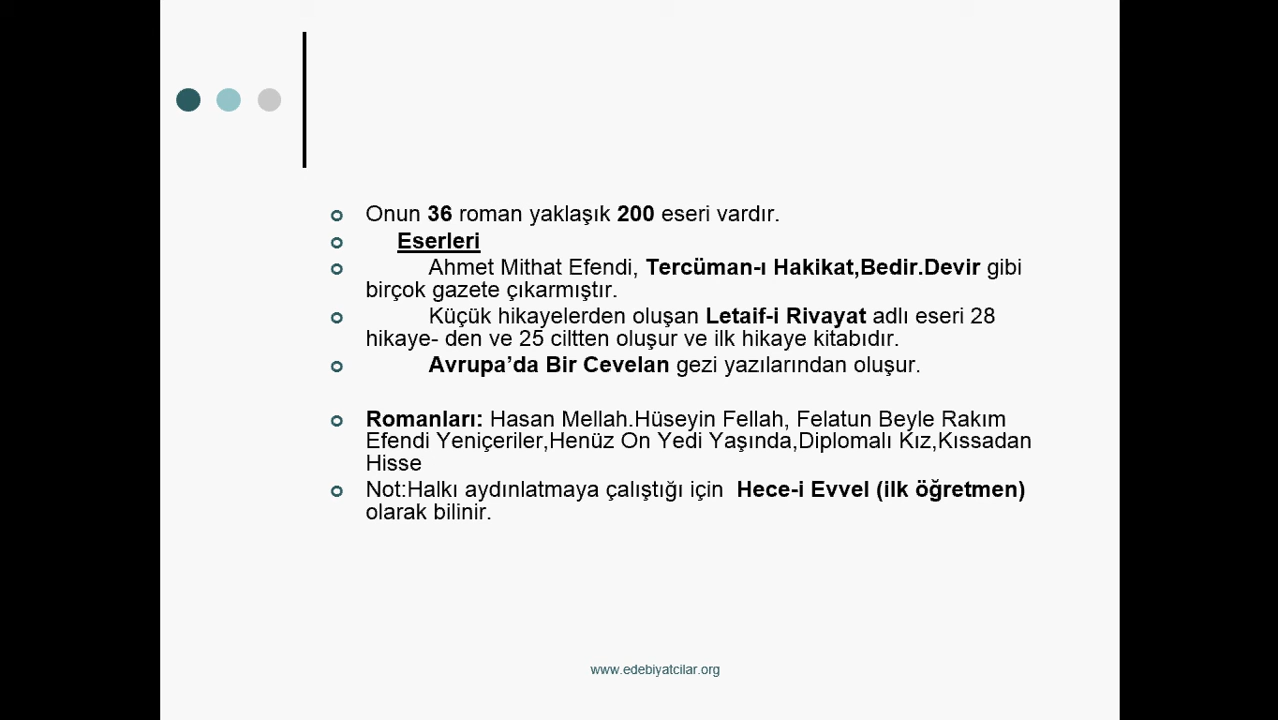 Onun 36 roman yaklaşık 200 eseri vardır.
Eserleri
Ahmet Mithat Efendi, Tercüman-ı Hakikat,Bedir.Devir gibi
birçok gazete çıkarmıştır.
Küçük hikayelerden oluşan Letaif-i Rivayat adlı eseri 28
hikaye- den ve 25 ciltten oluşur ve ilk hikaye kitabıdır.
Avrupa’da Bir Cevelan gezi yazılarından oluşur.
Romanları: Hasan Mellah.Hüseyin Fellah, Felatun Beyle Rakım
Efendi Yeniçeriler,Henüz On Yedi Yaşında,Diplomalı Kız,Kıssadan
Hisse
Not:Halkı aydınlatmaya çalıştığı için Hece-i Evvel (ilk öğretmen)
olarak bilinir.
www.edebiyatcilar.org